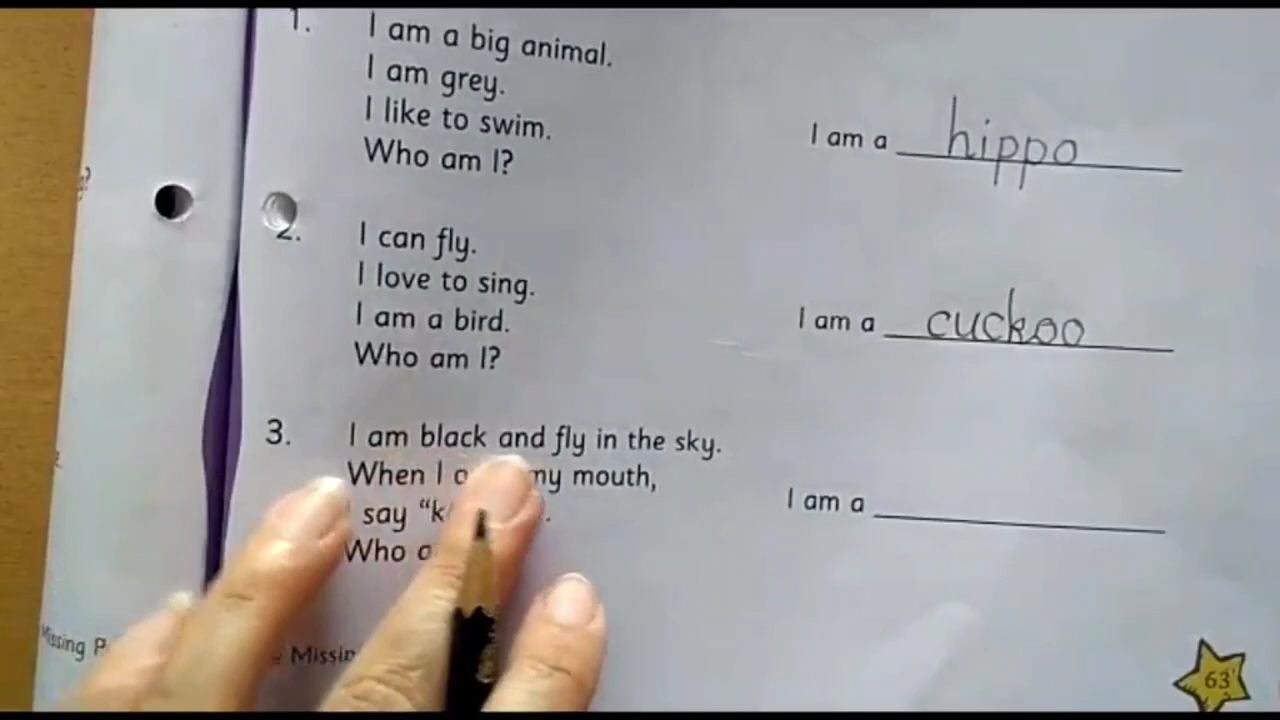 1. I am a big animal.
I am grey.
I like to swim.
Who am I?
I am a hippo
2. I can fly.
I love to sing.
I am a bird.
Who am I?
I am a cuckoo
3. I am black and fly in the sky.
When I my mouth,
I say
Who
I am a
63